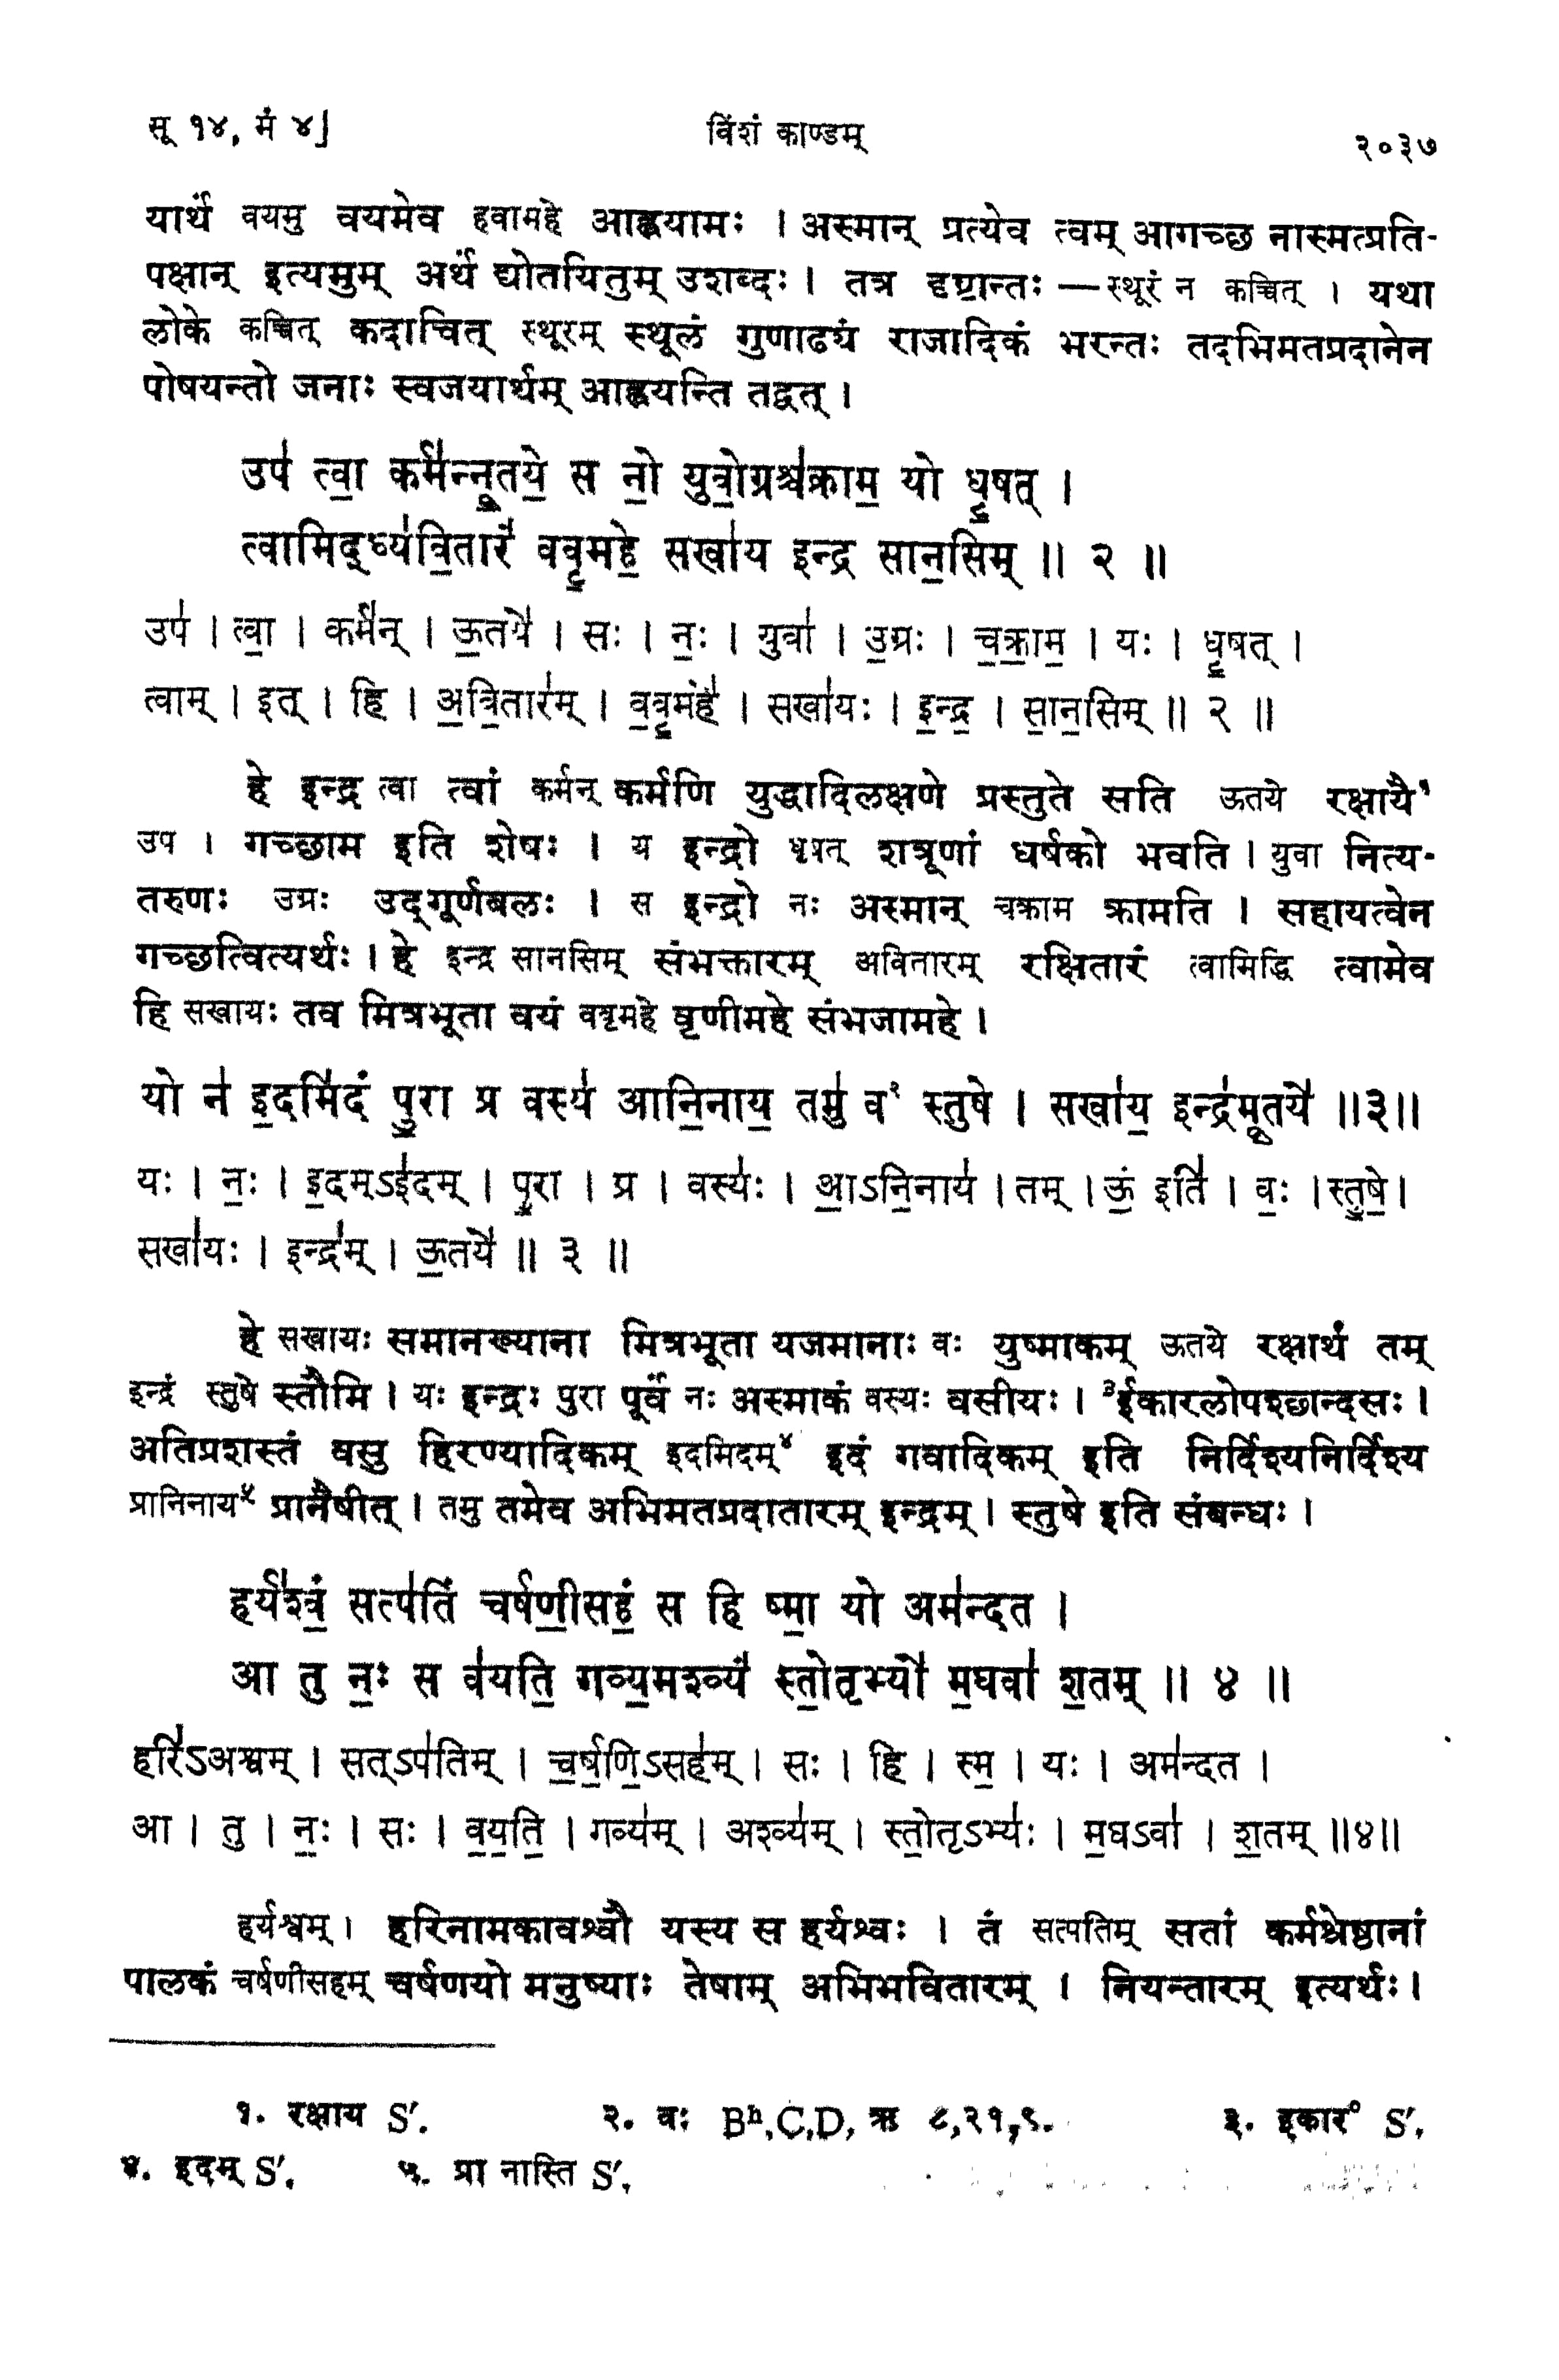 सू १४, मं ४] विंशं काण्डम् २०३७
यार्थं वयमु वयमेव हवामहे आह्वयामः । अस्मान् प्रत्येव त्वम् आगच्छ नास्मत्प्रति-
पक्षान् इत्यमुम् अर्थं द्योतयितुम् उशब्दः । तत्र दृष्टान्तः — स्थूरं न कच्चित् । यथा
लोके कच्चित् कदाचित् स्थूरम् स्थूलं गुणाढ्यं राजादिकं भरन्तः तदभिमतप्रदानेन
पोषयन्तो जनाः स्वजयार्थम् आह्वयन्ति तद्वत् ।
उप॑ त्वा॒ कर्म॑न्नू॒तये॒ स नो॒ युवो॒ग्रश्च॑क्राम॒ यो धृ॒षत् ।
त्वामिद्ध्य॑वि॒तारं॑ ववृ॒महे॒ सखा॑य इन्द्र सान॒सिम् ॥ २ ॥
उप॑ । त्वा॒ । कर्म॑न् । ऊ॒तये॑ । सः । नः॒ । युवा॑ । उ॒ग्रः । च॒क्रा॒म॒ । यः । धृ॒षत् ।
त्वाम् । इत् । हि । अ॒वि॒तार॑म् । व॒वृ॒महे॑ । सखा॑यः । इ॒न्द्र॒ । सा॒न॒सिम् ॥ २ ॥
हे इन्द्र त्वा त्वां कर्मन् कर्मणि युद्धादिलक्षणे प्रस्तुते सति ऊतये रक्षायै१
उप । गच्छाम इति शेषः । य इन्द्रो धृषत् शत्रूणां धर्षको भवति । युवा नित्य-
तरुणः उग्रः उद्गूर्णबलः । स इन्द्रो नः अस्मान् चक्राम क्रामति । सहायत्वेन
गच्छत्वित्यर्थः । हे इन्द्र सानसिम् संभक्तारम् अवितारम् रक्षितारं त्वामिद्धि त्वामेव
हि सखायः तव मित्रभूता वयं ववृमहे वृणीमहे संभजामहे ।
यो न॑ इ॒दमि॑दं पु॒रा प्र वस्य॑ आनि॒नाय॒ तमु॑ व२ स्तुषे । सखा॑य॒ इन्द्र॑मू॒तये॑ ॥३॥
यः । नः॒ । इ॒दम्ऽइ॑दम् । पु॒रा । प्र । वस्यः॑ । आ॒ऽनि॒नाय॑ । तम् । ऊं॒ इति॑ । वः॒ । स्तु॒षे॒ ।
सखा॑यः । इन्द्र॑म् । ऊ॒तये॑ ॥ ३ ॥
हे सखायः समानख्याना मित्रभूता यजमानाः वः युष्माकम् ऊतये रक्षार्थं तम्
इन्द्रं स्तुषे स्तौमि । यः इन्द्रः पुरा पूर्वं नः अस्माकं वस्यः वसीयः । ३ईकारलोपश्छान्दसः ।
अतिप्रशस्तं वसु हिरण्यादिकम् इदमिदम्४ इदं गवादिकम् इति निर्दिश्यनिर्दिश्य
प्रानिनाय५ प्रानैषीत् । तमु तमेव अभिमतप्रदातारम् इन्द्रम् । स्तुषे इति संबन्धः ।
हर्य॑श्वं॒ सत्प॑तिं चर्षणी॒सहं॒ स हि ष्मा॒ यो अम॑न्दत ।
आ तु नः॒ स व॑यति॒ गव्य॒मश्व्यं॑ स्तो॒तृभ्यो॑ म॒घवा॑ श॒तम् ॥ ४ ॥
हरि॑ऽअश्वम् । सत्ऽप॑तिम् । च॒र्ष॒णि॒ऽसह॑म् । सः । हि । स्म॒ । यः । अम॑न्दत ।
आ । तु । नः॒ । सः । व॒य॒ति॒ । गव्य॑म् । अश्व्य॑म् । स्तो॒तृऽभ्यः॑ । म॒घऽवा॑ । श॒तम् ॥४॥
हर्यश्वम् । हरिनामकावश्वौ यस्य स हर्यश्वः । तं सत्पतिम् सतां कर्मश्रेष्ठानां
पालकं चर्षणीसहम् चर्षणयो मनुष्याः तेषाम् अभिभवितारम् । नियन्तारम् इत्यर्थः ।
१. रक्षाय S'. २. वः Bʰ,C,D, ऋ ८,२१,९. ३. इकार° S'.
४. इदम् S'. ५. प्रा नास्ति S'.